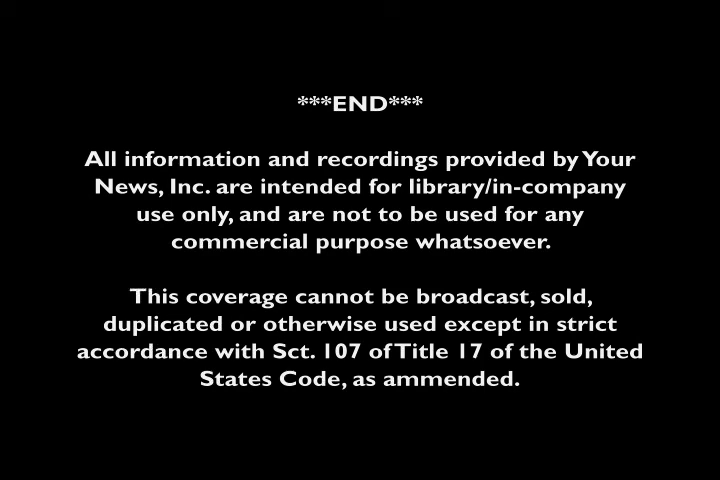 ***END***
All information and recordings provided by Your
News, Inc. are intended for library/in-company
use only, and are not to be used for any
commercial purpose whatsoever.
This coverage cannot be broadcast, sold,
duplicated or otherwise used except in strict
accordance with Sct. 107 of Title 17 of the United
States Code, as ammended.